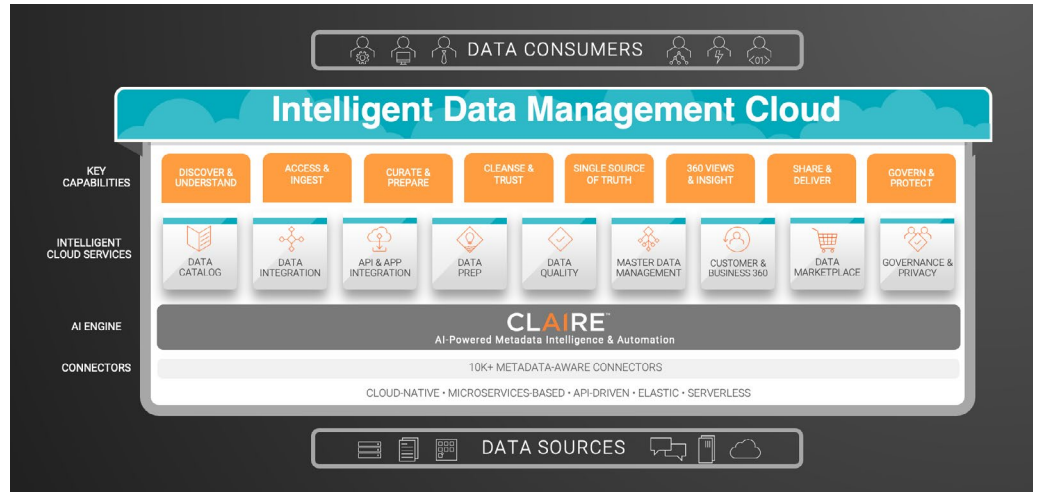 DATA CONSUMERS
<01>
Intelligent Data Management Cloud
KEY
CAPABILITIES
DISCOVER &
UNDERSTAND
ACCESS &
INGEST
CURATE &
PREPARE
CLEANSE &
TRUST
SINGLE SOURCE
OF TRUTH
360 VIEWS
& INSIGHT
SHARE &
DELIVER
GOVERN &
PROTECT
INTELLIGENT
CLOUD SERVICES
DATA
CATALOG
DATA
INTEGRATION
API & APP
INTEGRATION
DATA
PREP
DATA
QUALITY
MASTER DATA
MANAGEMENT
CUSTOMER &
BUSINESS 360
DATA
MARKETPLACE
GOVERNANCE &
PRIVACY
AI ENGINE
CLAIRE™
AI-Powered Metadata Intelligence & Automation
CONNECTORS
10K+ METADATA-AWARE CONNECTORS
CLOUD-NATIVE • MICROSERVICES-BASED • API-DRIVEN • ELASTIC • SERVERLESS
DATA SOURCES